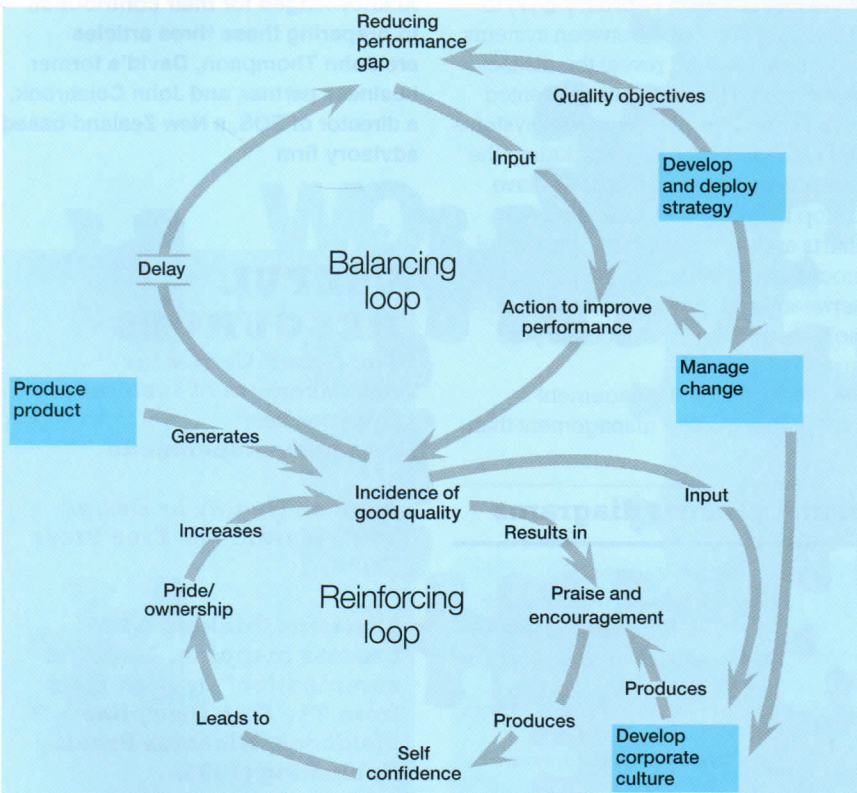 Reducing
performance
gap
Quality objectives
Input
Develop
and deploy
strategy
Delay
Balancing
loop
Action to improve
performance
Manage
change
Produce
product
Generates
Incidence of
good quality
Input
Increases
Results in
Pride/
ownership
Reinforcing
loop
Praise and
encouragement
Produces
Leads to
Produces
Self
confidence
Develop
corporate
culture